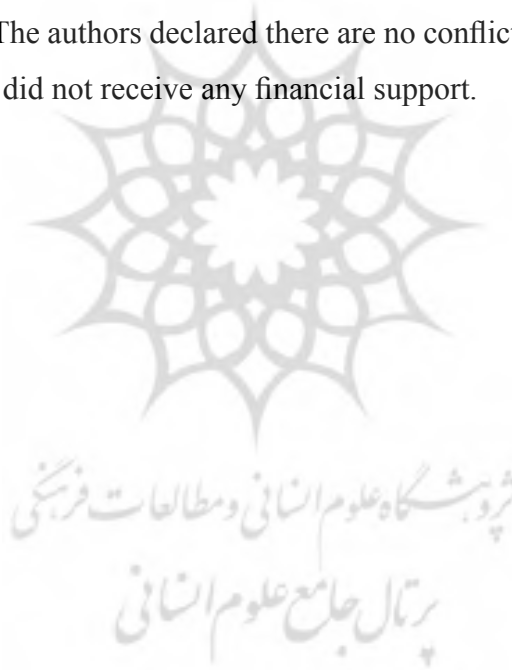 The authors declared there are no conflict
did not receive any financial support.
پژوهشگاه علوم انسانی و مطالعات فرهنگی
پرتال جامع علوم انسانی